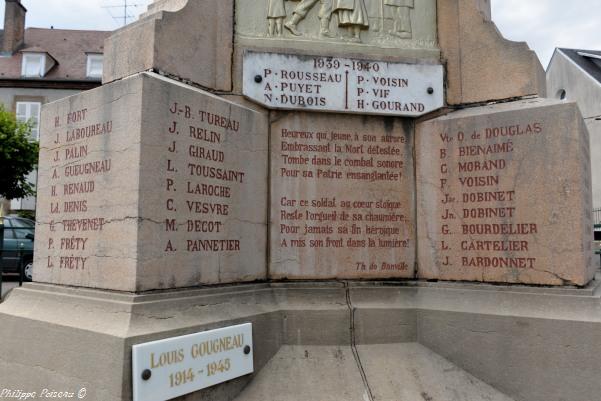 1939-1940
P. ROUSSEAU
A. PUYET
N. DUBOIS
P. VOISIN
P. VIF
H. GOURAND
H. FORT
J. LABOUREAU
J. PALIN
A. GUEUGNEAU
H. RENAUD
Ls. DENIS
G. THEVENET
P. FRÉTY
L. FRÉTY
J.-B. TUREAU
J. RELIN
J. GIRAUD
L. TOUSSAINT
P. LAROCHE
C. VESVRE
M. DECOT
A. PANNETIER
Heureux qui, jeune, à son aurore
Embrassant la Mort détestée,
Tombe dans le combat sonore
Pour sa Patrie ensanglantée!
Car ce soldat au cœur stoïque
Reste l'orgueil de sa chaumière,
Pour jamais sa fin héroïque
A mis son front dans la lumière!
Th. de Banville
Vte O. de DOUGLAS
B. BIENAIMÉ
G. MORAND
F. VOISIN
Jas. DOBINET
Jn. DOBINET
G. BOURDELIER
L. CARTELIER
J. BARDONNET
LOUIS GOUGNEAU
1914-1945
Philippe Poiseau ©